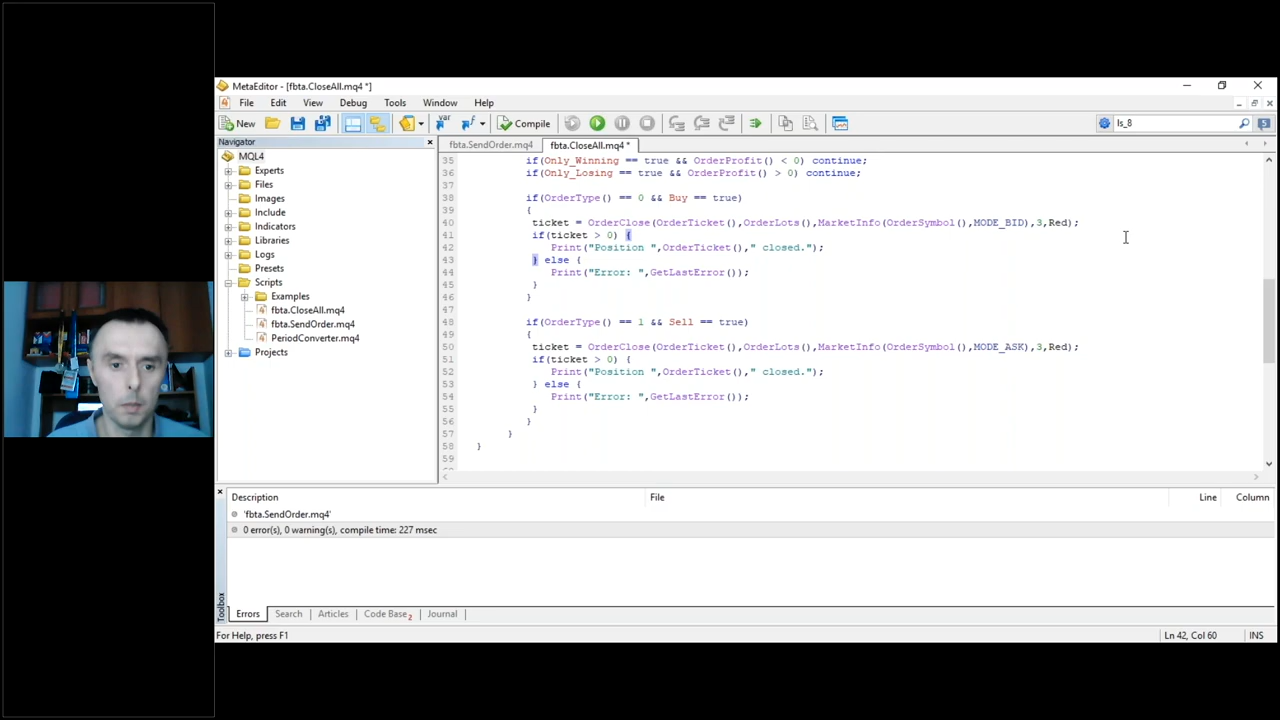 MetaEditor - [fbta.CloseAll.mq4 *]
File Edit View Debug Tools Window Help
New Compile ls_8
Navigator
fbta.SendOrder.mq4 fbta.CloseAll.mq4 *
MQL4
Experts
Files
Images
Include
Indicators
Libraries
Logs
Presets
Scripts
Examples
fbta.CloseAll.mq4
fbta.SendOrder.mq4
PeriodConverter.mq4
Projects
35 if(Only_Winning == true && OrderProfit() < 0) continue;
36 if(Only_Losing == true && OrderProfit() > 0) continue;
37
38 if(OrderType() == 0 && Buy == true)
39 {
40 ticket = OrderClose(OrderTicket(),OrderLots(),MarketInfo(OrderSymbol(),MODE_BID),3,Red);
41 if(ticket > 0) {
42 Print("Position ",OrderTicket()," closed.");
43 } else {
44 Print("Error: ",GetLastError());
45 }
46 }
47
48 if(OrderType() == 1 && Sell == true)
49 {
50 ticket = OrderClose(OrderTicket(),OrderLots(),MarketInfo(OrderSymbol(),MODE_ASK),3,Red);
51 if(ticket > 0) {
52 Print("Position ",OrderTicket()," closed.");
53 } else {
54 Print("Error: ",GetLastError());
55 }
56 }
57 }
58 }
59
Description File Line Column
'fbta.SendOrder.mq4'
0 error(s), 0 warning(s), compile time: 227 msec
Toolbox
Errors Search Articles Code Base 2 Journal
For Help, press F1 Ln 42, Col 60 INS